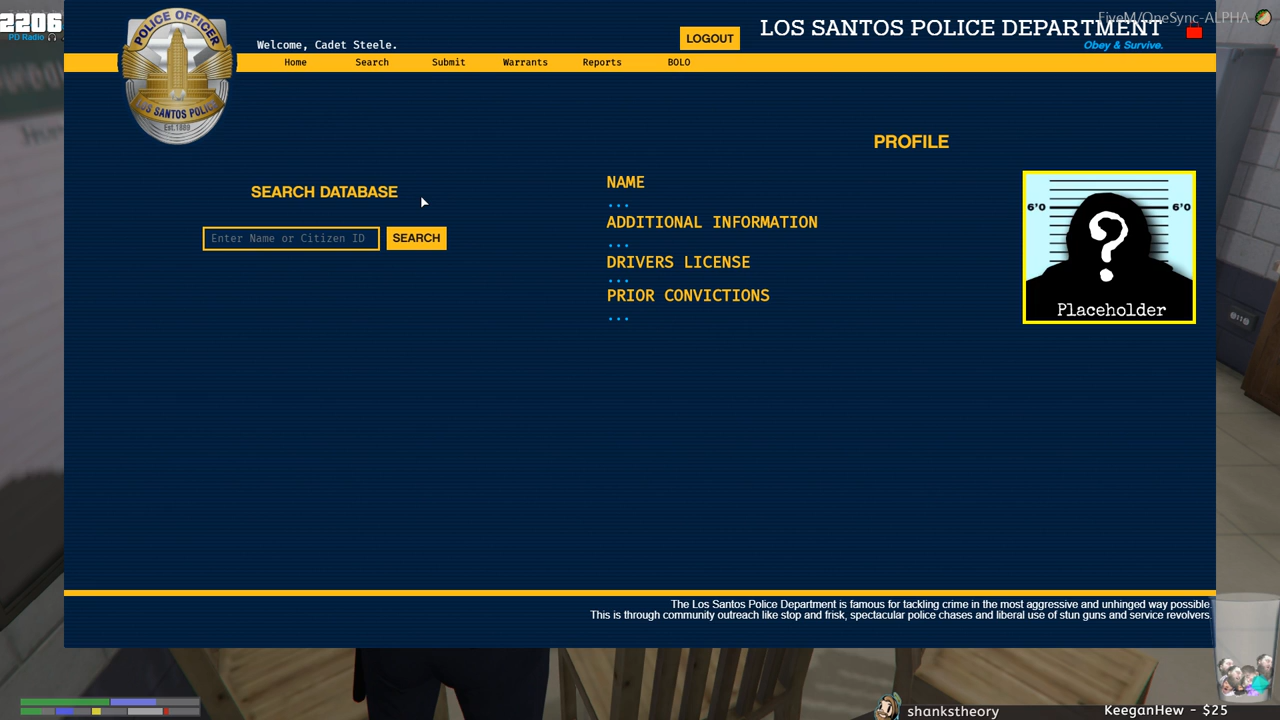 2206
PD Radio
FiveM/OneSync-ALPHA
POLICE OFFICER
LOS SANTOS POLICE
Est.1880
Welcome, Cadet Steele.
LOGOUT
LOS SANTOS POLICE DEPARTMENT
Obey & Survive.
Home Search Submit Warrants Reports BOLO
PROFILE
SEARCH DATABASE
Enter Name or Citizen ID
SEARCH
NAME
...
ADDITIONAL INFORMATION
...
DRIVERS LICENSE
...
PRIOR CONVICTIONS
...
6'0 6'0
?
Placeholder
The Los Santos Police Department is famous for tackling crime in the most aggressive and unhinged way possible.
This is through community outreach like stop and frisk, spectacular police chases and liberal use of stun guns and service revolvers.
shankstheory
KeeganHew - $25